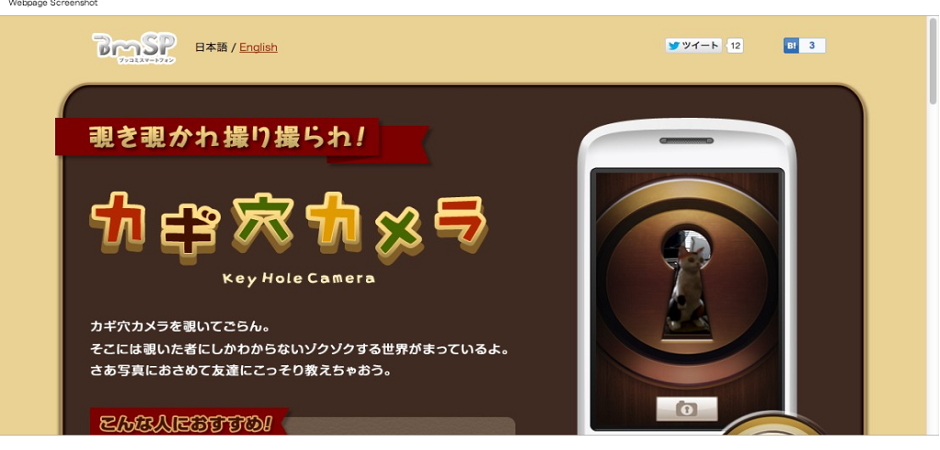 Webpage Screenshot
BmSP
ブッコミスマートフォン
日本語 / English
ツイート 12
B! 3
覗き覗かれ撮り撮られ!
カギ穴カメラ
Key Hole Camera
カギ穴カメラを覗いてごらん。
そこには覗いた者にしかわからないゾクゾクする世界がまっているよ。
さあ写真におさめて友達にこっそり教えちゃおう。
こんな人におすすめ!